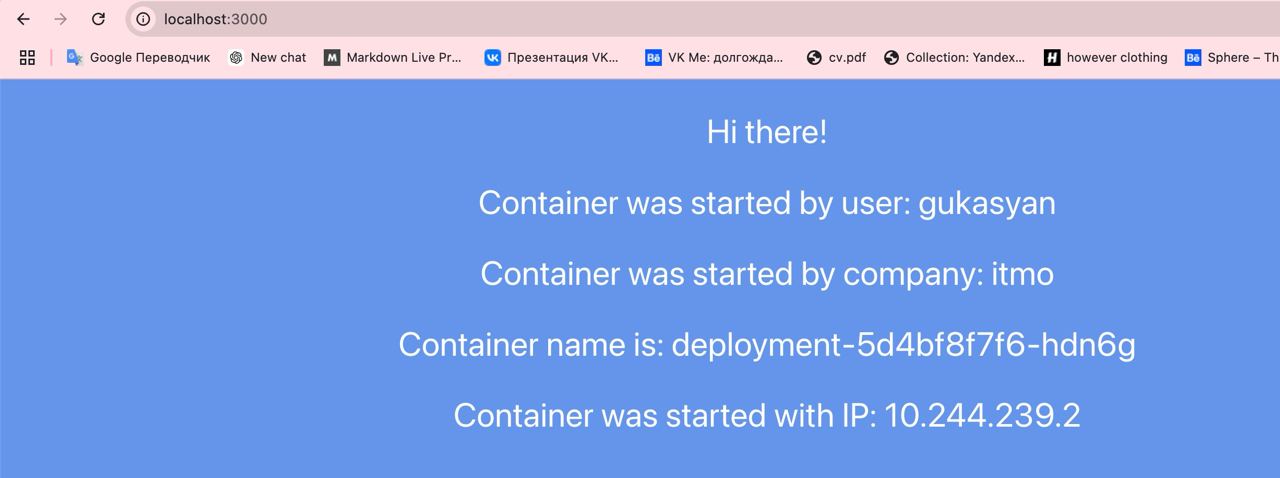 localhost:3000
Google Переводчик New chat Markdown Live Pr... Презентация VK... VK Me: долгожда... cv.pdf Collection: Yandex... however clothing Sphere – Th
Hi there!
Container was started by user: gukasyan
Container was started by company: itmo
Container name is: deployment-5d4bf8f7f6-hdn6g
Container was started with IP: 10.244.239.2